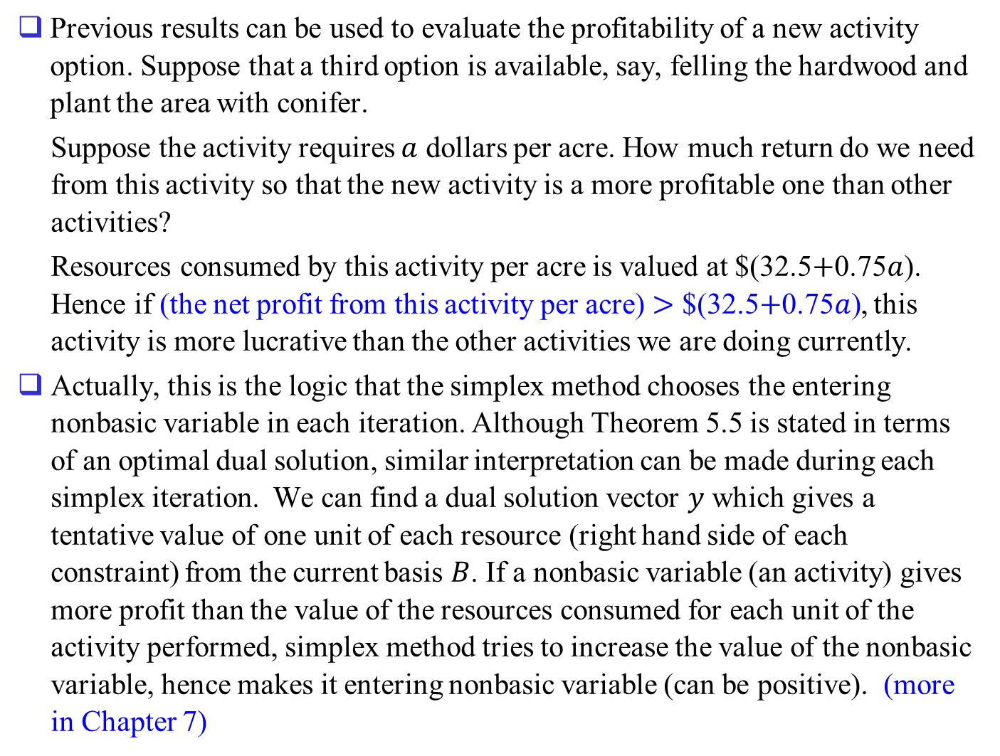 ❑ Previous results can be used to evaluate the profitability of a new activity
option. Suppose that a third option is available, say, felling the hardwood and
plant the area with conifer.
Suppose the activity requires 𝑎 dollars per acre. How much return do we need
from this activity so that the new activity is a more profitable one than other
activities?
Resources consumed by this activity per acre is valued at $(32.5+0.75𝑎).
Hence if (the net profit from this activity per acre) > $(32.5+0.75𝑎), this
activity is more lucrative than the other activities we are doing currently.
❑ Actually, this is the logic that the simplex method chooses the entering
nonbasic variable in each iteration. Although Theorem 5.5 is stated in terms
of an optimal dual solution, similar interpretation can be made during each
simplex iteration. We can find a dual solution vector 𝑦 which gives a
tentative value of one unit of each resource (right hand side of each
constraint) from the current basis 𝐵. If a nonbasic variable (an activity) gives
more profit than the value of the resources consumed for each unit of the
activity performed, simplex method tries to increase the value of the nonbasic
variable, hence makes it entering nonbasic variable (can be positive). (more
in Chapter 7)